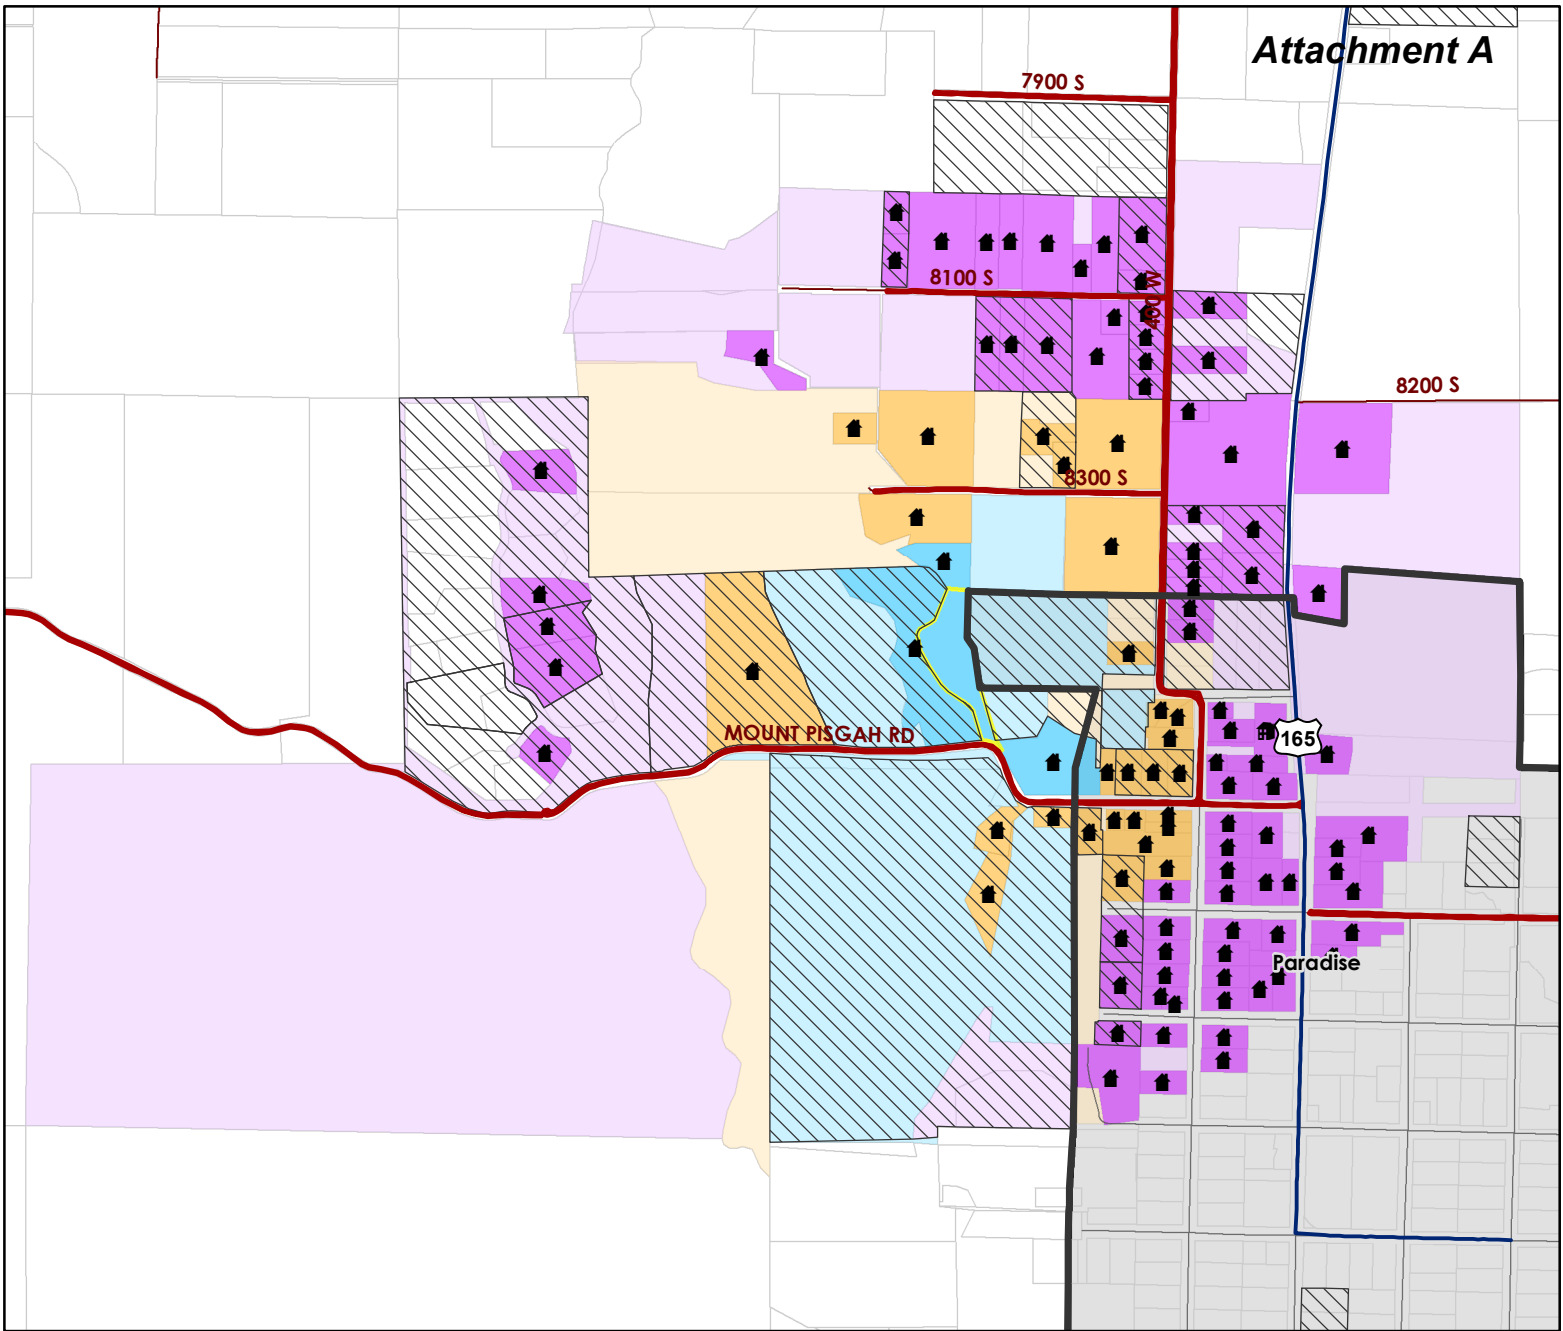 Attachment A
7900 S
8100 S
400 W
8200 S
8300 S
MOUNT PISGAH RD
165
Paradise